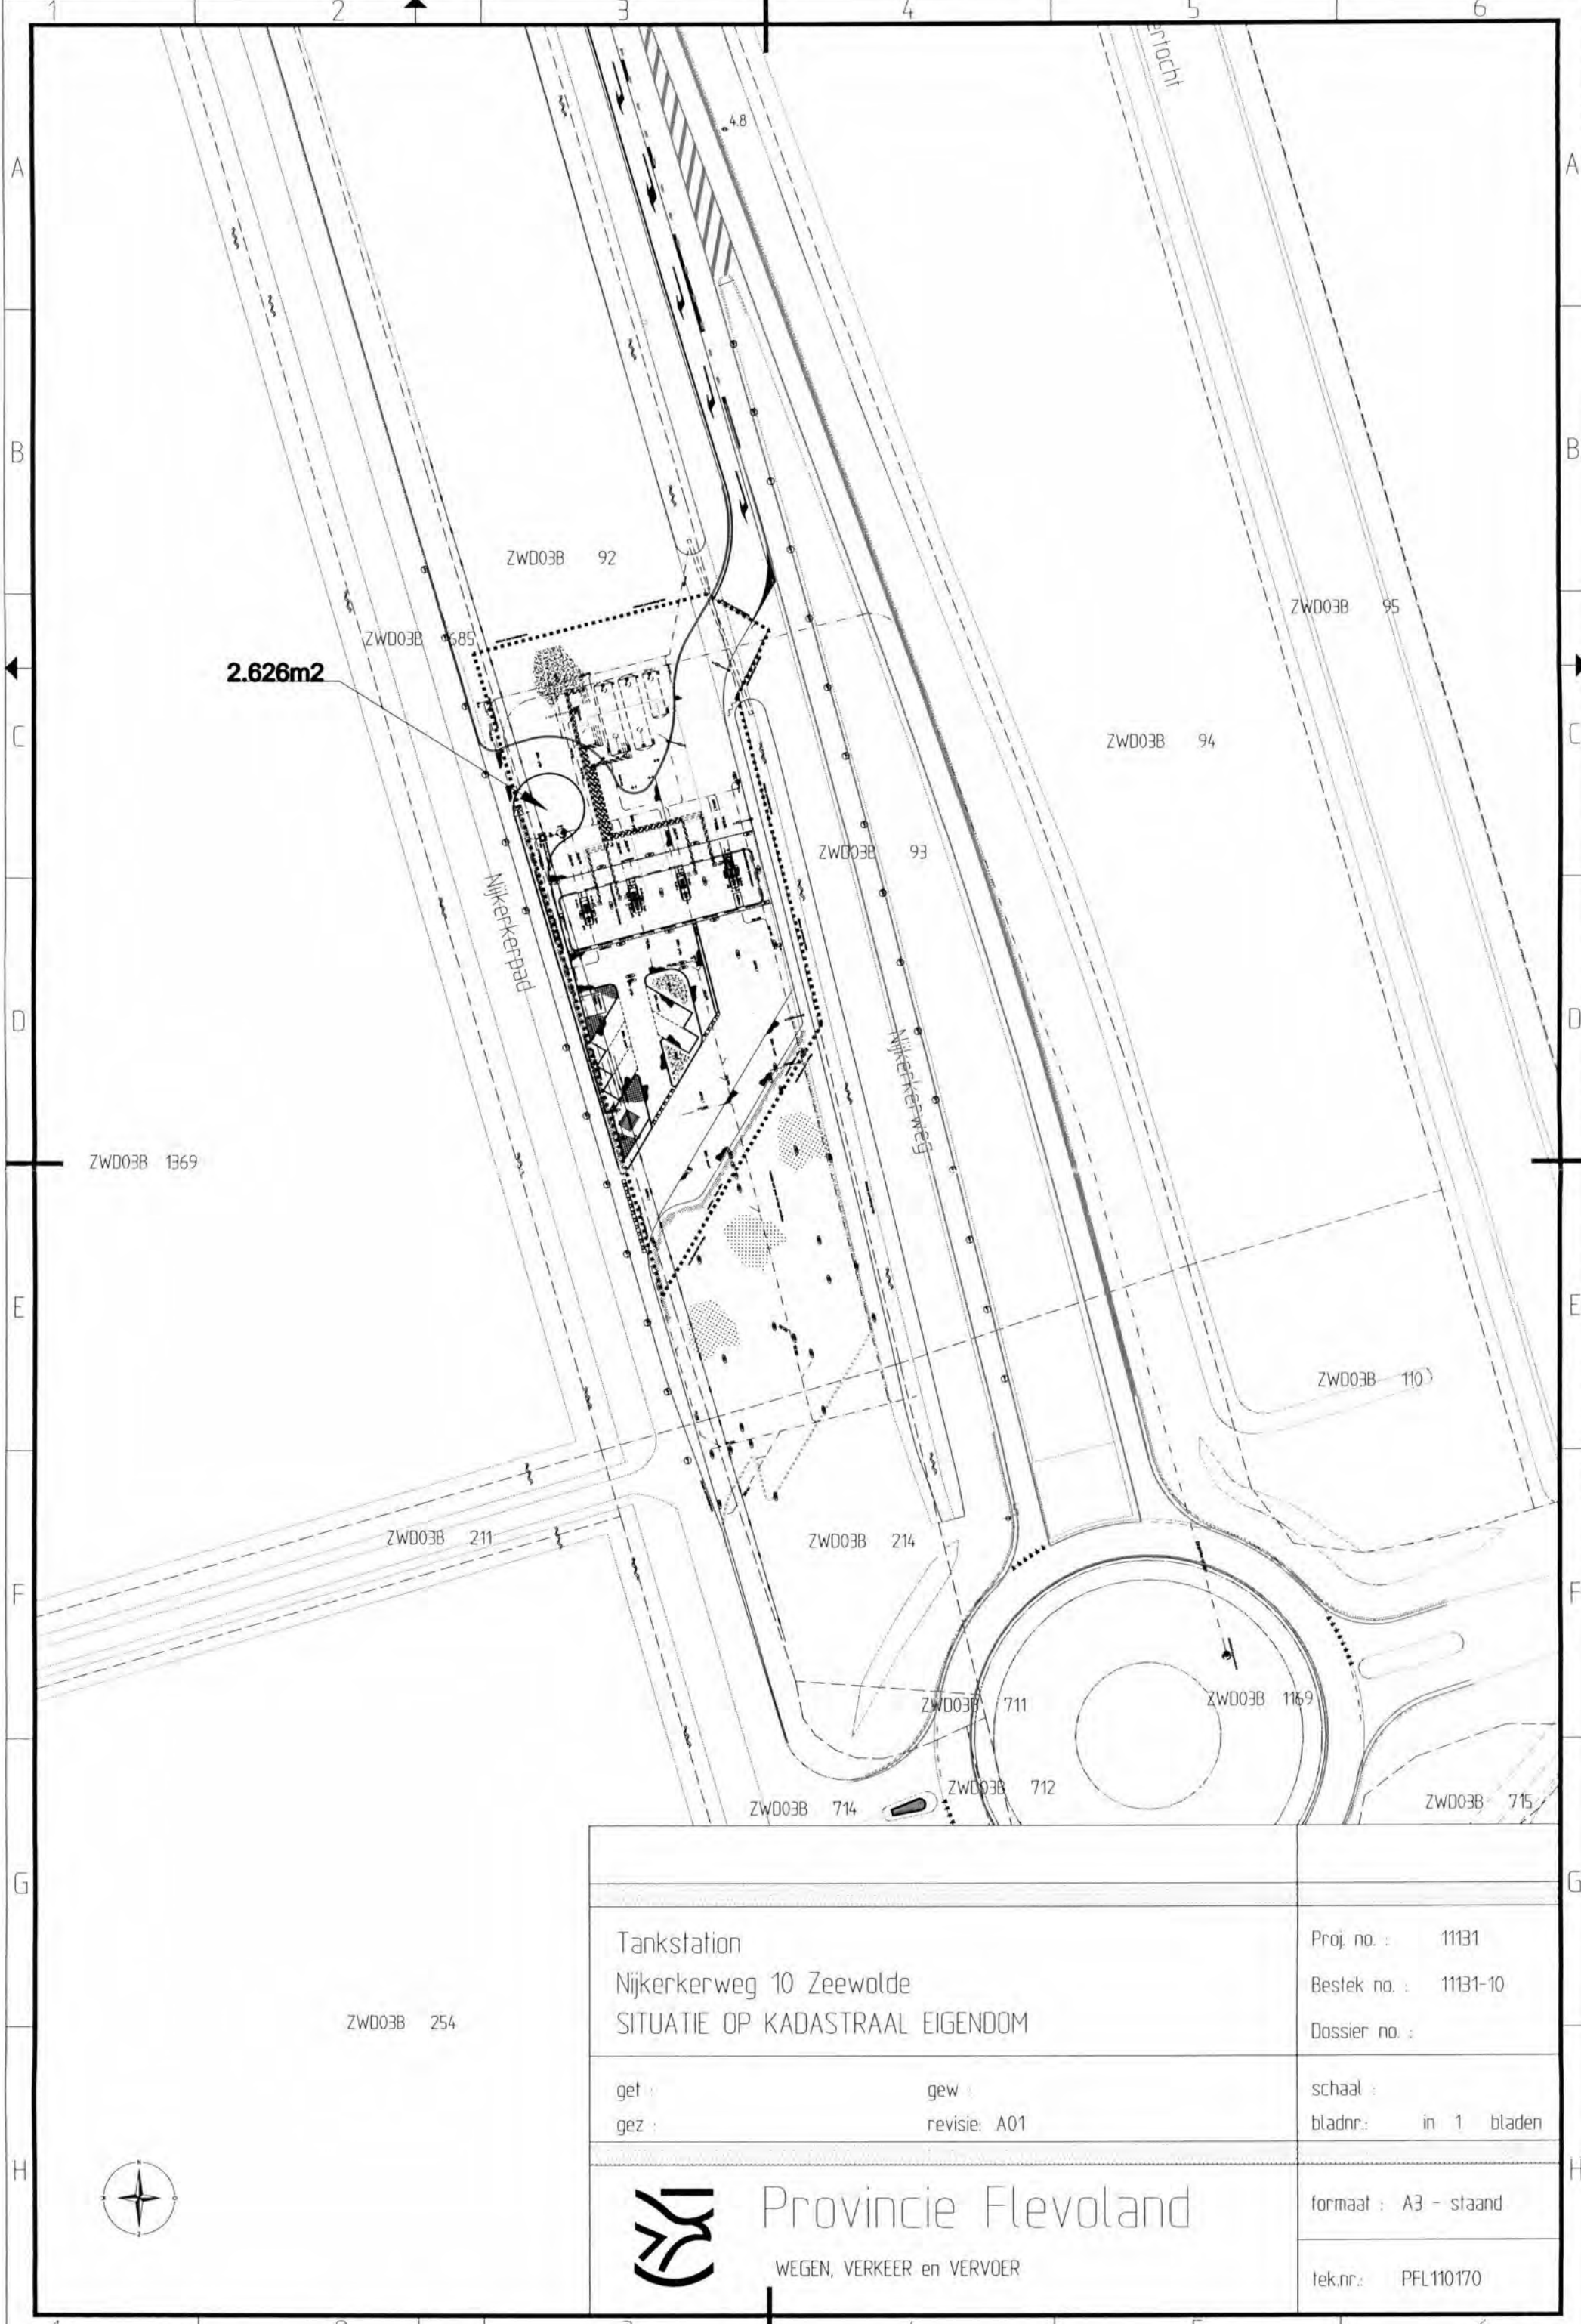 1 2 3 4 5 6
A A
ertocht
4.8
B B
ZWD03B 92
ZWD03B 95
ZWD03B 685
2.626m2
C C
ZWD03B 94
ZWD03B 93
Nijkerkerpad
D D
Nijkerkerweg
ZWD03B 1369
E E
ZWD03B 110
ZWD03B 211
ZWD03B 214
F F
ZWD03B 711
ZWD03B 1169
ZWD03B 712
ZWD03B 714
ZWD03B 715
G G
Tankstation
Nijkerkerweg 10 Zeewolde
SITUATIE OP KADASTRAAL EIGENDOM
Proj. no. : 11131
Bestek no. : 11131-10
Dossier no. :
ZWD03B 254
get :
gew :
gez :
revisie: A01
schaal :
bladnr.: in 1 bladen
H H
Provincie Flevoland
WEGEN, VERKEER en VERVOER
formaat : A3 - staand
tek.nr.: PFL110170